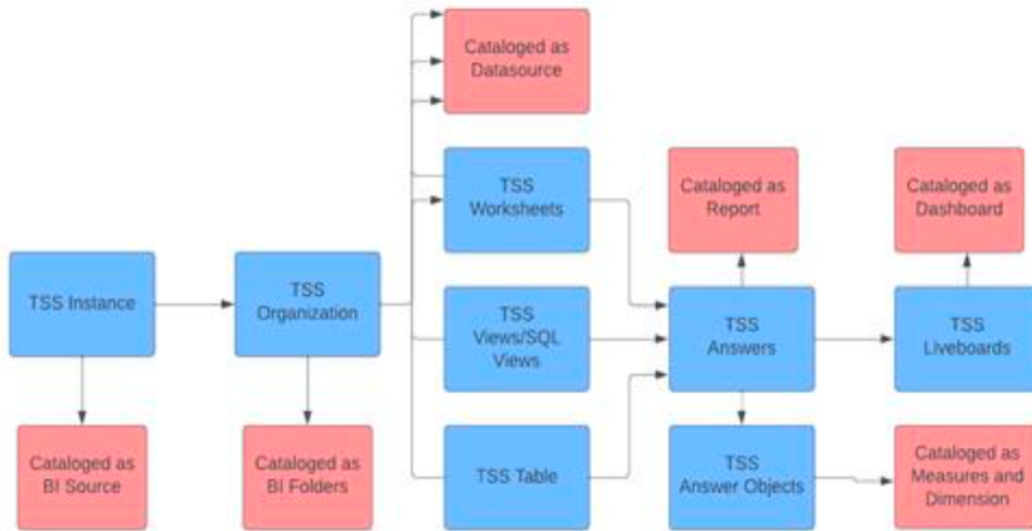 Cataloged as
Datasource
TSS
Worksheets
Cataloged as
Report
Cataloged as
Dashboard
TSS Instance
TSS
Organization
TSS
Views/SQL
Views
TSS
Answers
TSS
Liveboards
Cataloged as
BI Source
Cataloged as
BI Folders
TSS Table
TSS
Answer Objects
Cataloged as
Measures and
Dimension